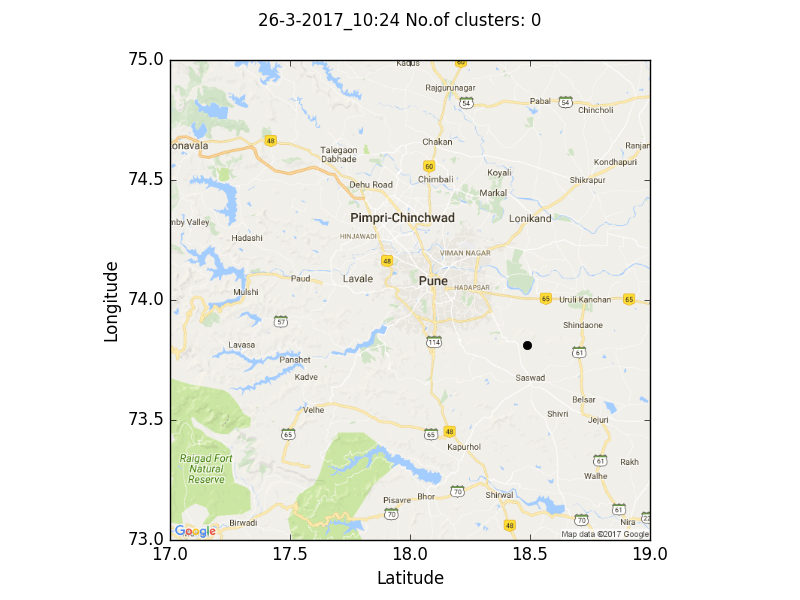 26-3-2017_10:24 No.of clusters: 0
75.0
Kadus
60
Rajgurunagar
54
Pabal
54
Chincholi
48
onavala
Talegaon
Dabhade
Chakan
Ranjan
60
Kondhapuri
74.5
Dehu Road
Chimbali
Koyali
Shikrapur
Markal
mby Valley
Pimpri-Chinchwad
Lonikand
Hadashi
HINJAWADI
VIMAN NAGAR
48
Mulshi
Paud
Lavale
Pune
HADAPSAR
74.0
65
Uruli Kanchan
65
57
Shindaone
Longitude
Lavasa
114
61
Panshet
Kadve
Saswad
Belsar
73.5
Velhe
Shivri
Jejuri
65
65
48
Kapurhol
Raigad Fort
Natural
Reserve
61
Rakh
Walhe
Pisavre
Bhor
70
Shirwal
61
Birwadi
70
48
70
Nira
22
Google
Map data ©2017 Google
73.0
17.0
17.5
18.0
18.5
19.0
Latitude